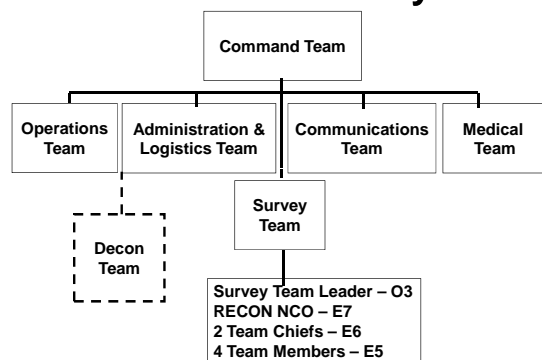 Command Team
Operations
Team
Administration &
Logistics Team
Communications
Team
Medical
Team
Survey
Team
Decon
Team
Survey Team Leader – O3
RECON NCO – E7
2 Team Chiefs – E6
4 Team Members – E5